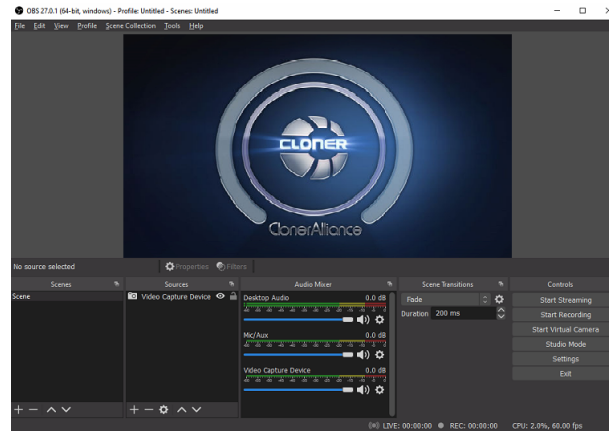 OBS 27.0.1 (64-bit, windows) - Profile: Untitled - Scenes: Untitled
File Edit View Profile Scene Collection Tools Help
CLONER
ClonerAlliance
No source selected
Properties Filters
Scenes
Scene
Sources
Video Capture Device
Audio Mixer
Desktop Audio 0.0 dB
Mic/Aux 0.0 dB
Video Capture Device 0.0 dB
Scene Transitions
Fade
Duration 200 ms
Controls
Start Streaming
Start Recording
Start Virtual Camera
Studio Mode
Settings
Exit
LIVE: 00:00:00 REC: 00:00:00 CPU: 2.0%, 60.00 fps